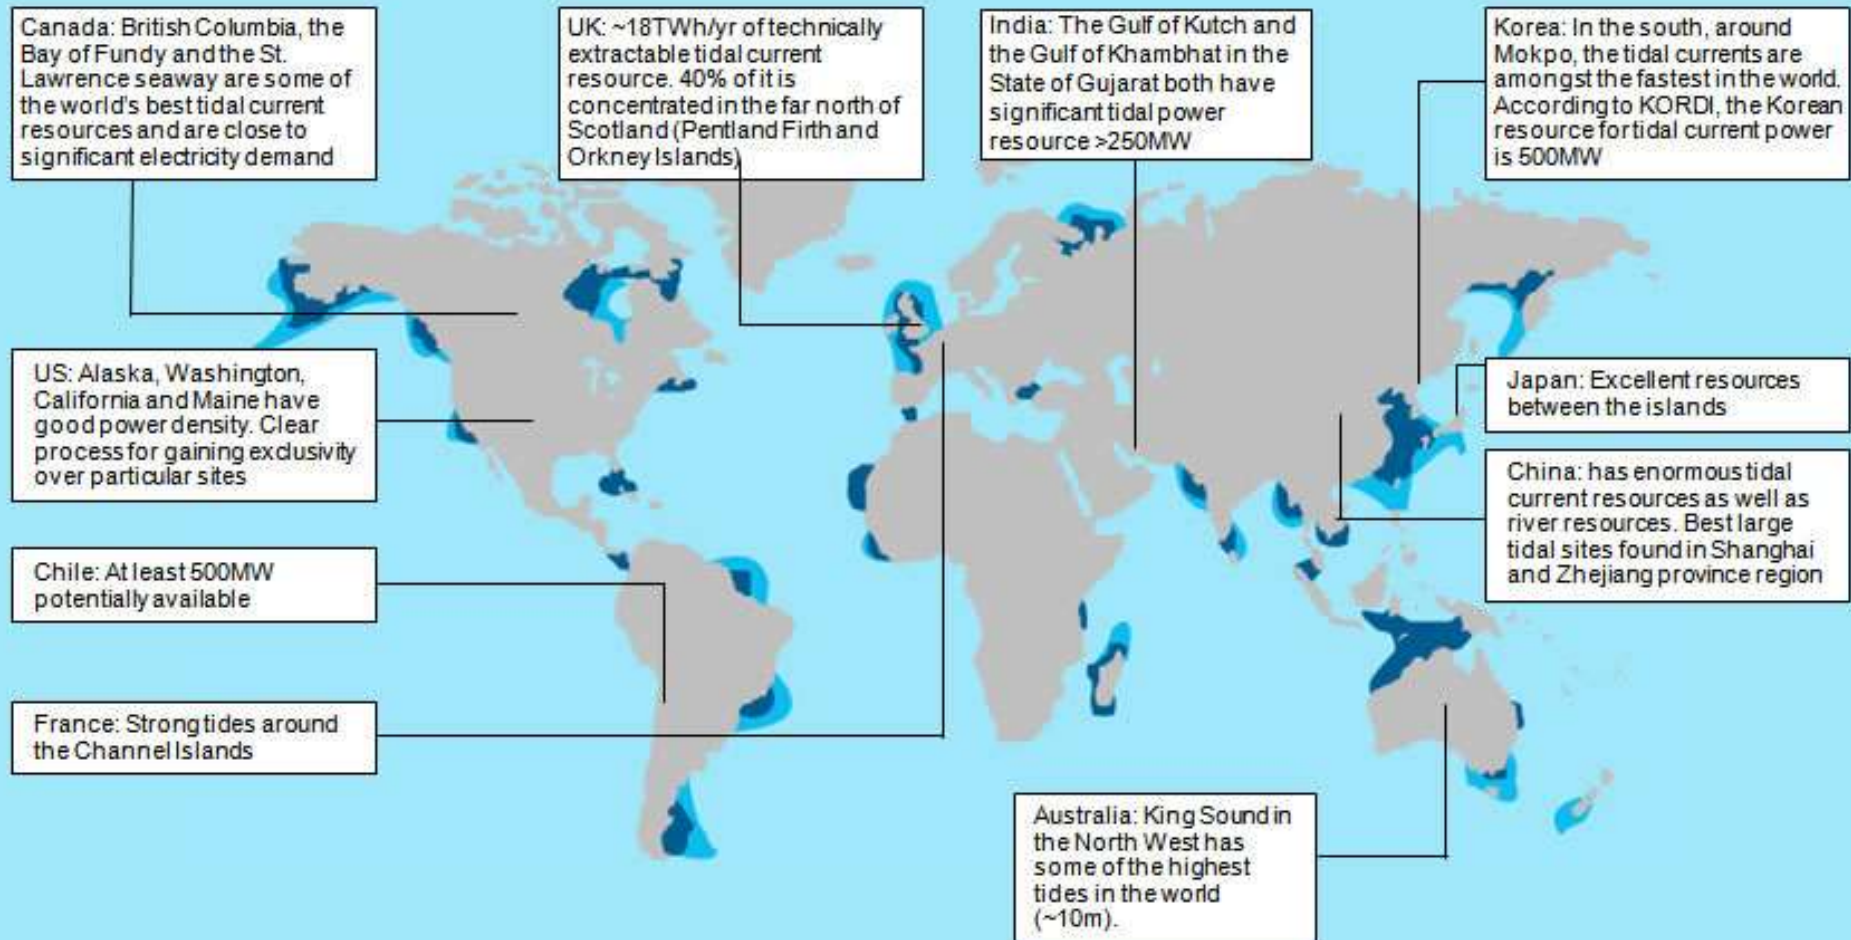 Canada: British Columbia, the
Bay of Fundy and the St.
Lawrence seaway are some of
the world's best tidal current
resources and are close to
significant electricity demand
UK: ~18TWh/yr of technically
extractable tidal current
resource. 40% of it is
concentrated in the far north of
Scotland (Pentland Firth and
Orkney Islands)
India: The Gulf of Kutch and
the Gulf of Khambhat in the
State of Gujarat both have
significant tidal power
resource >250MW
Korea: In the south, around
Mokpo, the tidal currents are
amongst the fastest in the world.
According to KORDI, the Korean
resource for tidal current power
is 500MW
US: Alaska, Washington,
California and Maine have
good power density. Clear
process for gaining exclusivity
over particular sites
Japan: Excellent resources
between the islands
China: has enormous tidal
current resources as well as
river resources. Best large
tidal sites found in Shanghai
and Zhejiang province region
Chile: At least 500MW
potentially available
France: Strong tides around
the Channel Islands
Australia: King Sound in
the North West has
some of the highest
tides in the world
(~10m).